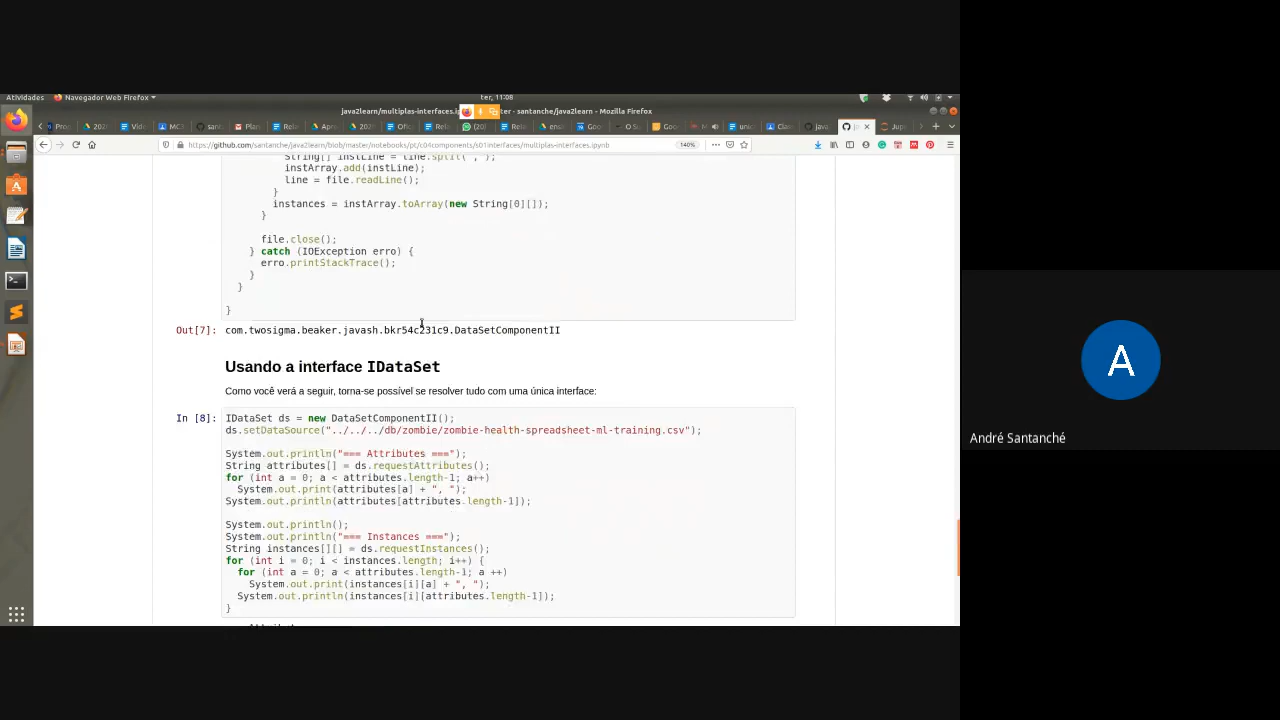 Atividades Navegador Web Firefox ter, 11:08
java2learn/multiplas-interfaces.ip ter - santanche/java2learn - Mozilla Firefox
https://github.com/santanche/java2learn/blob/master/notebooks/pt/c04components/s01interfaces/multiplas-interfaces.ipynb 140%
String[] instLine = line.split(",");
instArray.add(instLine);
line = file.readLine();
}
instances = instArray.toArray(new String[0][]);
}
file.close();
} catch (IOException erro) {
erro.printStackTrace();
}
}
}
Out[7]: com.twosigma.beaker.javash.bkr54c231c9.DataSetComponentII
Usando a interface IDataSet
Como você verá a seguir, torna-se possível se resolver tudo com uma única interface:
In [8]: IDataSet ds = new DataSetComponentII();
ds.setDataSource("../../../db/zombie/zombie-health-spreadsheet-ml-training.csv");
System.out.println("=== Attributes ===");
String attributes[] = ds.requestAttributes();
for (int a = 0; a < attributes.length-1; a++)
System.out.print(attributes[a] + ", ");
System.out.println(attributes[attributes.length-1]);
System.out.println();
System.out.println("=== Instances ===");
String instances[][] = ds.requestInstances();
for (int i = 0; i < instances.length; i++) {
for (int a = 0; a < attributes.length-1; a ++)
System.out.print(instances[i][a] + ", ");
System.out.println(instances[i][attributes.length-1]);
}
A
André Santanché